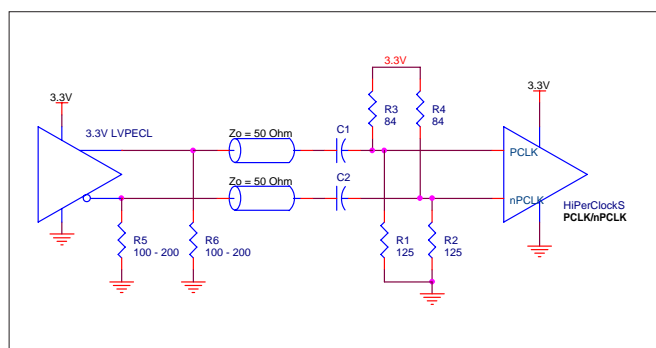 3.3V
3.3V
3.3V
3.3V LVPECL
R3
84
R4
84
Zo = 50 Ohm
C1
PCLK
Zo = 50 Ohm
C2
nPCLK
HiPerClockS
PCLK/nPCLK
R5
100 - 200
R6
100 - 200
R1
125
R2
125